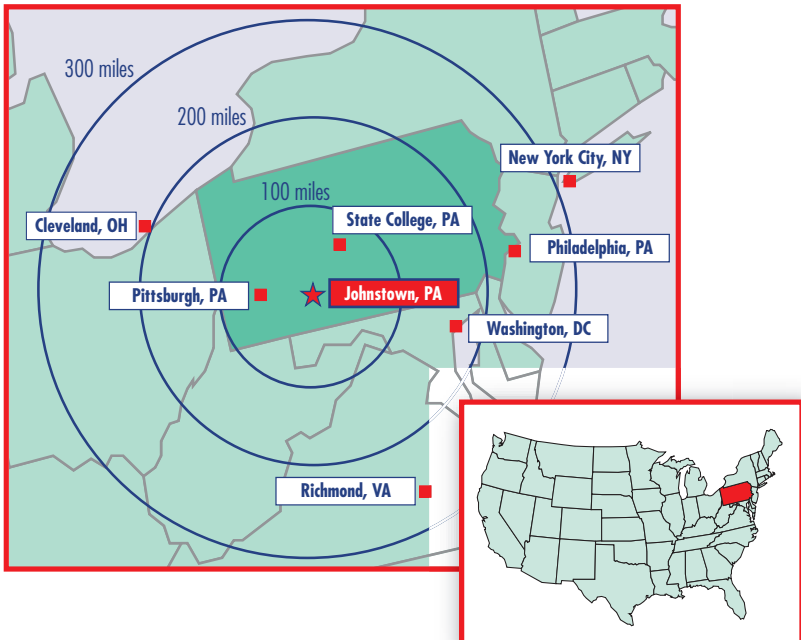 300 miles
200 miles
New York City, NY
100 miles
State College, PA
Cleveland, OH
Philadelphia, PA
Pittsburgh, PA
Johnstown, PA
Washington, DC
Richmond, VA